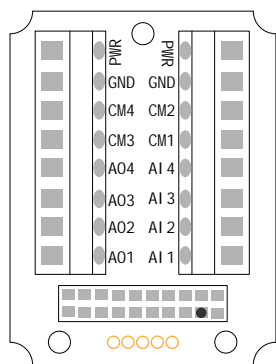 PWR PWR
GND GND
CM4 CM2
CM3 CM1
AO4 AI4
AO3 AI3
AO2 AI2
AO1 AI1